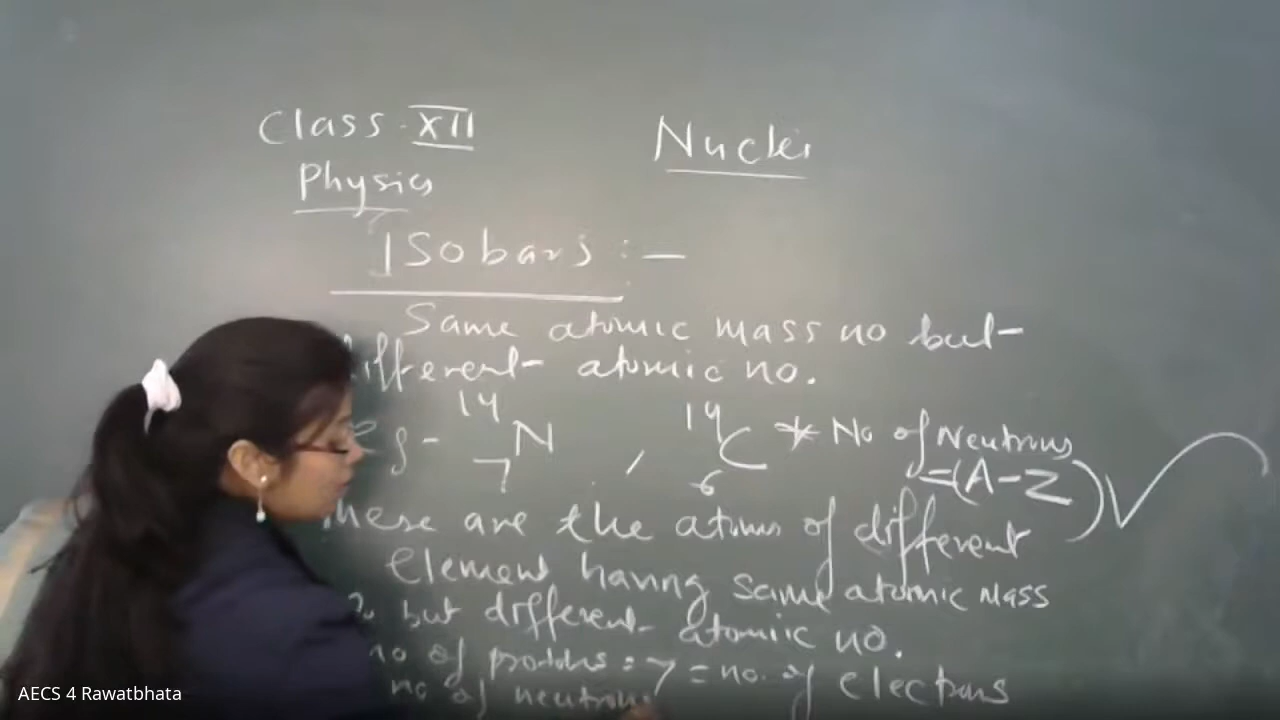 Class XII
Nuclei
Physics
Isobars :-
Same atomic mass no but
different atomic no.
Eg - 14 7 N , 14 6 C * No of Neutrons
=(A-Z)
These are the atoms of different
element having same atomic mass
no but different atomic no.
no of protons = 7 = no. of electrons
no of neutrons
AECS 4 Rawatbhata